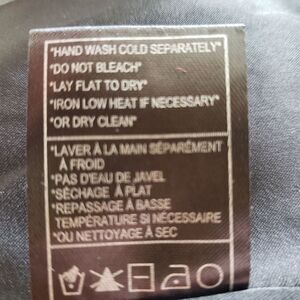 "HAND WASH COLD SEPARATELY"
*DO NOT BLEACH"
*LAY FLAT TO DRY"
*IRON LOW HEAT IF NECESSARY"
*OR DRY CLEAN"
*LAVER À LA MAIN SÉPARÉMENT
À FROID
*PAS D'EAU DE JAVEL
*SÉCHAGE À PLAT
*REPASSAGE À BASSE
TEMPÉRATURE SI NÉCESSAIRE
*OU NETTOYAGE À SEC